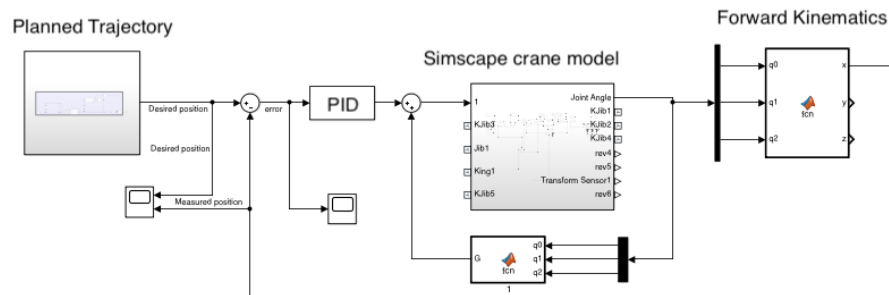 Planned Trajectory
Forward Kinematics
Simscape crane model
Desired position
Desired position
Measured position
+
-
error
PID
+
+
1
KJib3
Jib1
King1
KJib5
Joint Angle
KJib1
KJib2
KJib4
rev4
rev5
Transform Sensor1
rev6
q0
q1
q2
fcn
x
y
z
G
fcn
q0
q1
q2
1